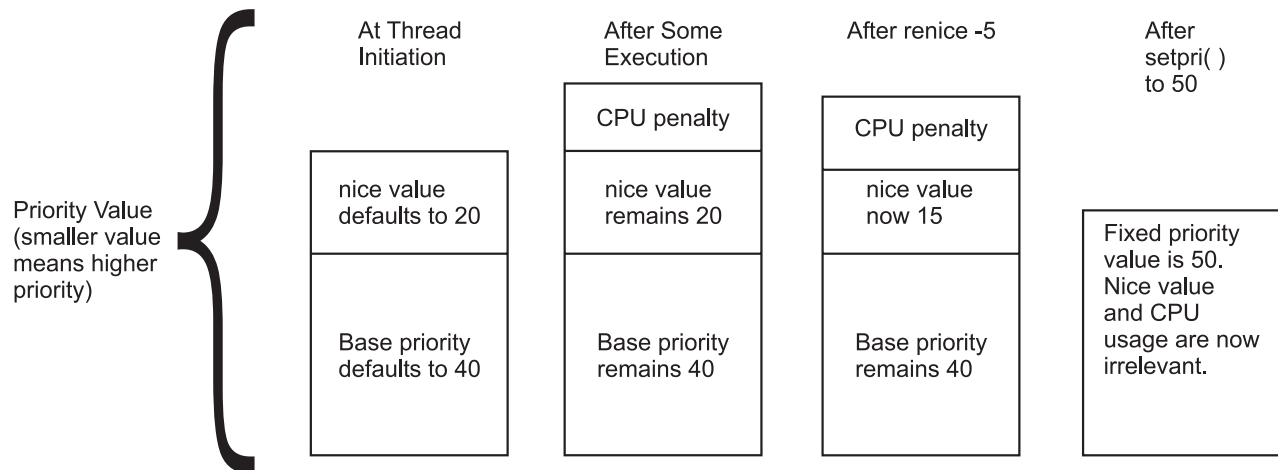 Priority Value
(smaller value
means higher
priority)
At Thread
Initiation
nice value
defaults to 20
Base priority
defaults to 40
After Some
Execution
CPU penalty
nice value
remains 20
Base priority
remains 40
After renice -5
CPU penalty
nice value
now 15
Base priority
remains 40
After
setpri( )
to 50
Fixed priority
value is 50.
Nice value
and CPU
usage are now
irrelevant.